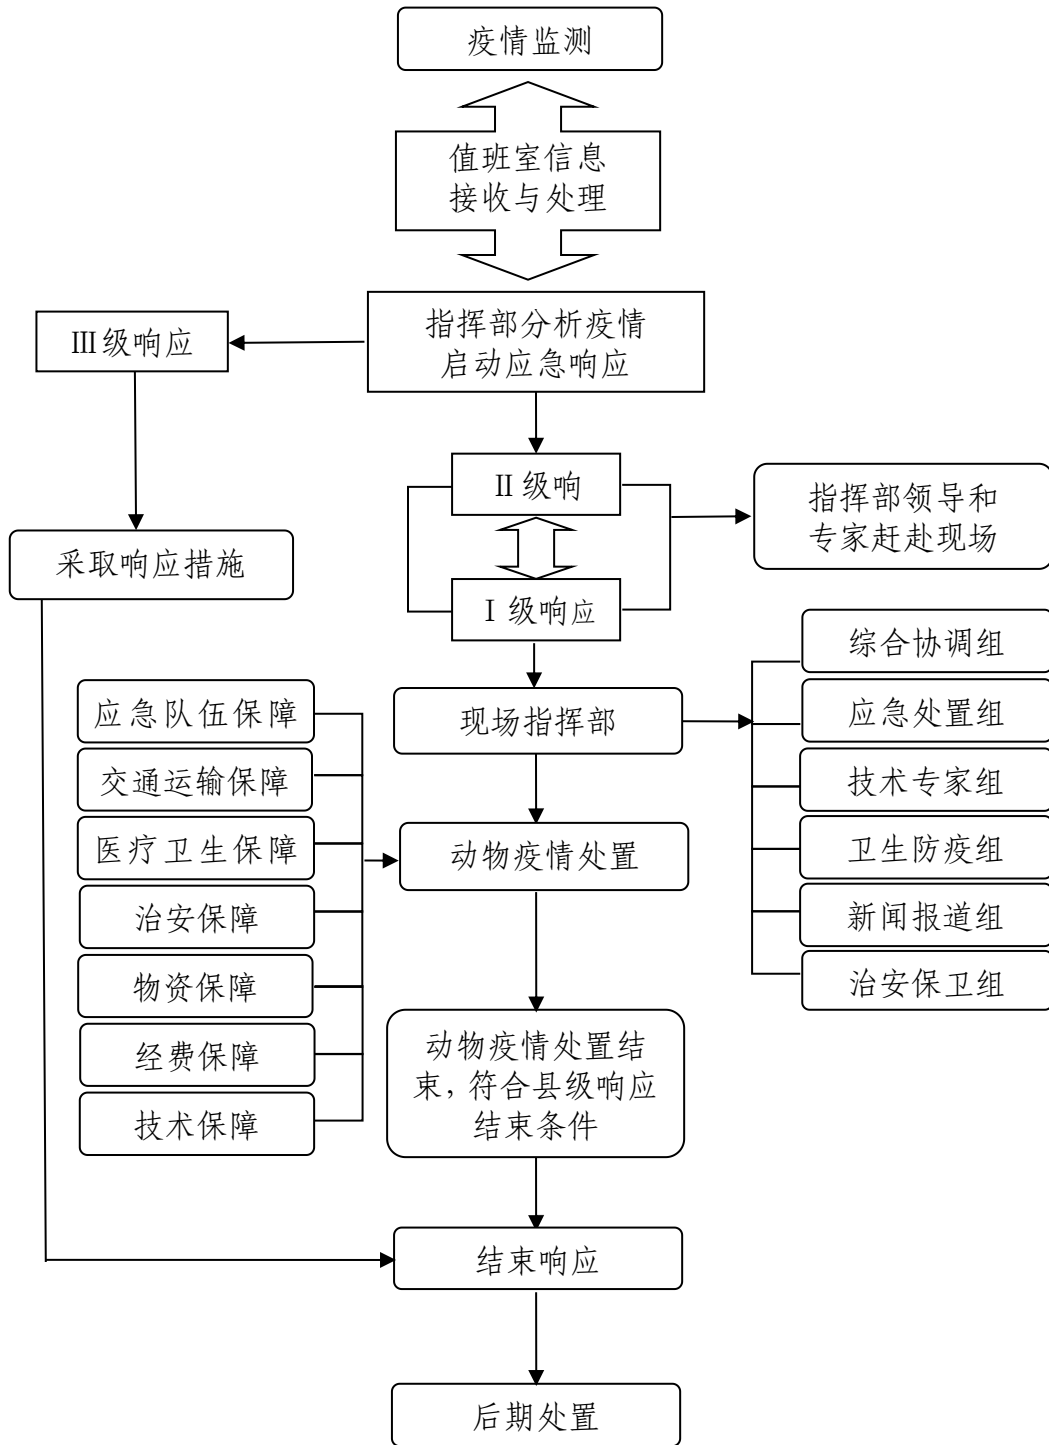 疫情监测
值班室信息
接收与处理
指挥部分析疫情
启动应急响应
Ⅲ级响应
Ⅱ级响
指挥部领导和
专家赶赴现场
采取响应措施
Ⅰ级响应
综合协调组
应急处置组
技术专家组
卫生防疫组
新闻报道组
治安保卫组
现场指挥部
应急队伍保障
交通运输保障
医疗卫生保障
治安保障
物资保障
经费保障
技术保障
动物疫情处置
动物疫情处置结
束，符合县级响应
结束条件
结束响应
后期处置